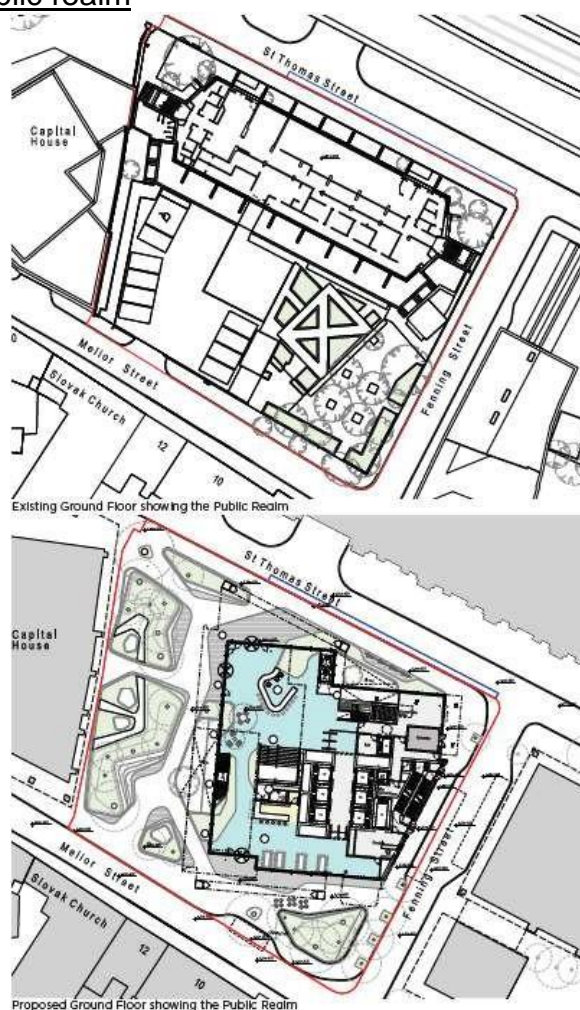 blic realm
St Thomas Street
Capital
House
Mellor Street
Slovak Church
12
10
Fenning Street
Existing Ground Floor showing the Public Realm
St Thomas Street
Capital
House
Mellor Street
Slovak Church
12
10
Fenning Street
Proposed Ground Floor showing the Public Realm